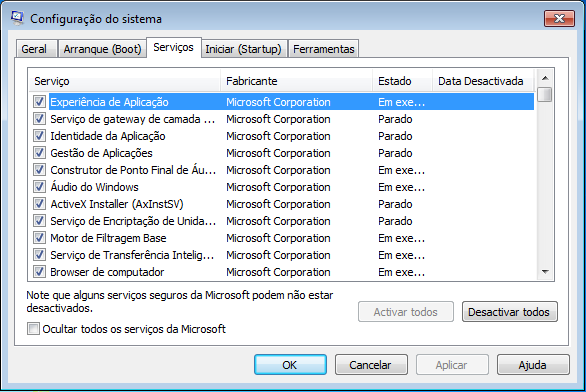 Configuração do sistema
Geral Arranque (Boot) Serviços Iniciar (Startup) Ferramentas
Serviço Fabricante Estado Data Desactivada
Experiência de Aplicação Microsoft Corporation Em exe...
Serviço de gateway de camada ... Microsoft Corporation Parado
Identidade da Aplicação Microsoft Corporation Parado
Gestão de Aplicações Microsoft Corporation Parado
Construtor de Ponto Final de Áu... Microsoft Corporation Em exe...
Áudio do Windows Microsoft Corporation Em exe...
ActiveX Installer (AxInstSV) Microsoft Corporation Parado
Serviço de Encriptação de Unida... Microsoft Corporation Parado
Motor de Filtragem Base Microsoft Corporation Em exe...
Serviço de Transferência Intelig... Microsoft Corporation Em exe...
Browser de computador Microsoft Corporation Em exe...
Note que alguns serviços seguros da Microsoft podem não estar
desactivados.
Activar todos Desactivar todos
Ocultar todos os serviços da Microsoft
OK Cancelar Aplicar Ajuda